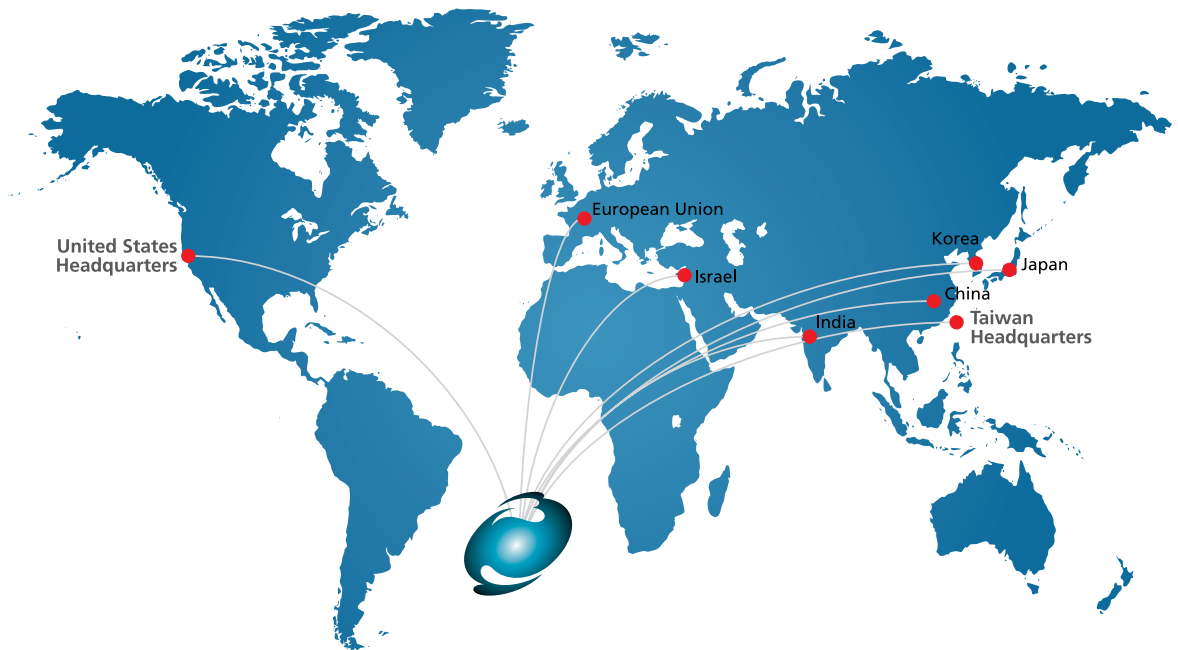 European Union
Korea
United States
Headquarters
Japan
Israel
China
India
Taiwan
Headquarters